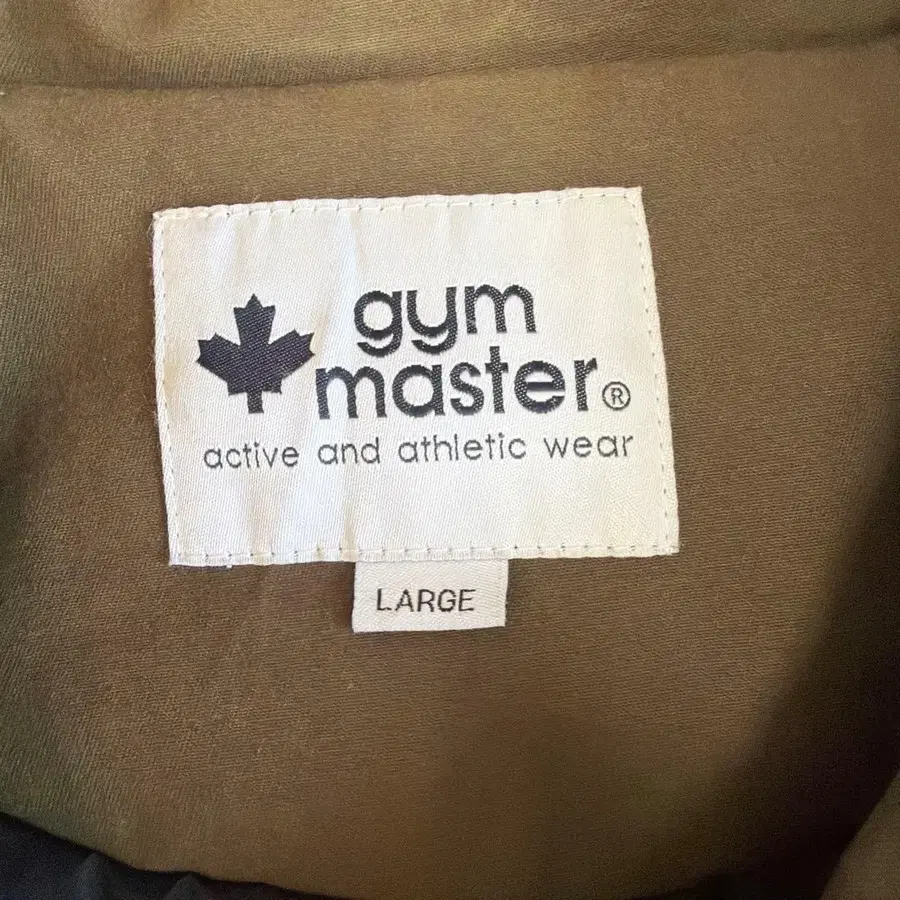 gym
master®
active and athletic wear
LARGE